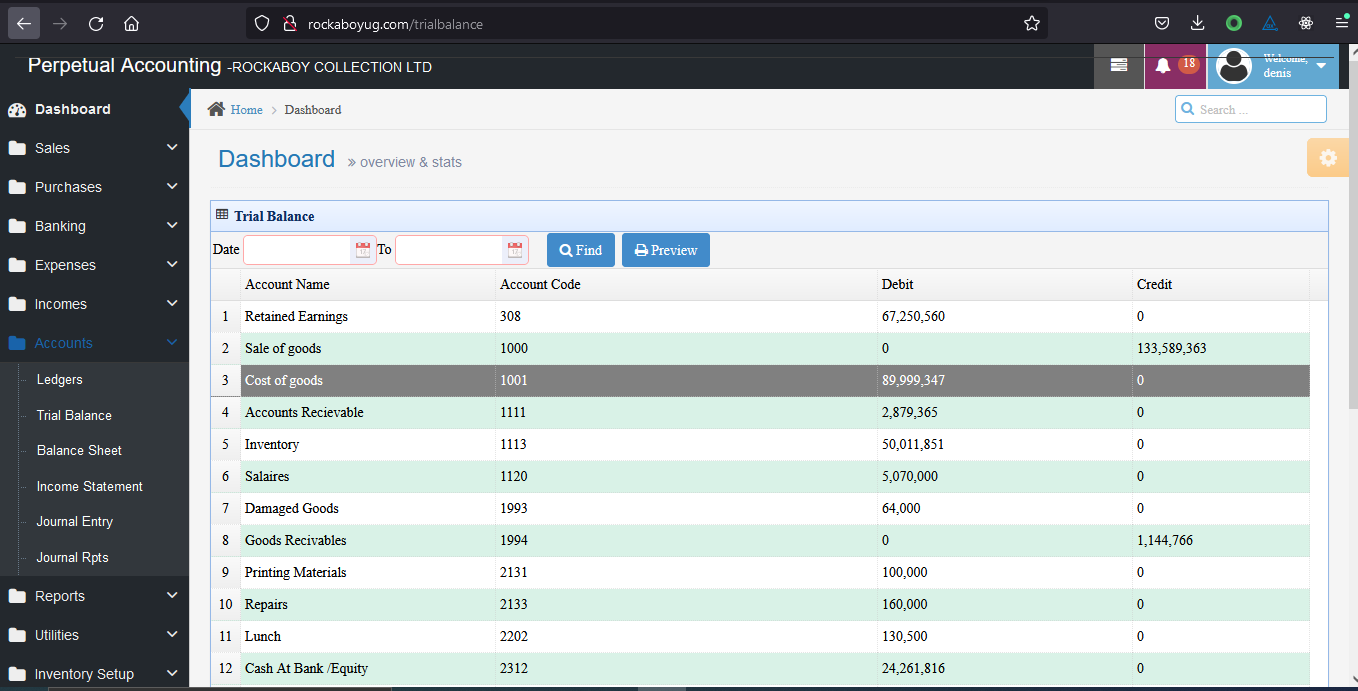 rockaboyug.com/trialbalance
Perpetual Accounting -ROCKABOY COLLECTION LTD
18
Welcome,
denis
Dashboard
Sales
Purchases
Banking
Expenses
Incomes
Accounts
Ledgers
Trial Balance
Balance Sheet
Income Statement
Journal Entry
Journal Rpts
Reports
Utilities
Inventory Setup
Home > Dashboard
Search ...
Dashboard » overview & stats
Trial Balance
Date To Find Preview
Account Name Account Code Debit Credit
1 Retained Earnings 308 67,250,560 0
2 Sale of goods 1000 0 133,589,363
3 Cost of goods 1001 89,999,347 0
4 Accounts Recievable 1111 2,879,365 0
5 Inventory 1113 50,011,851 0
6 Salaires 1120 5,070,000 0
7 Damaged Goods 1993 64,000 0
8 Goods Recivables 1994 0 1,144,766
9 Printing Materials 2131 100,000 0
10 Repairs 2133 160,000 0
11 Lunch 2202 130,500 0
12 Cash At Bank /Equity 2312 24,261,816 0